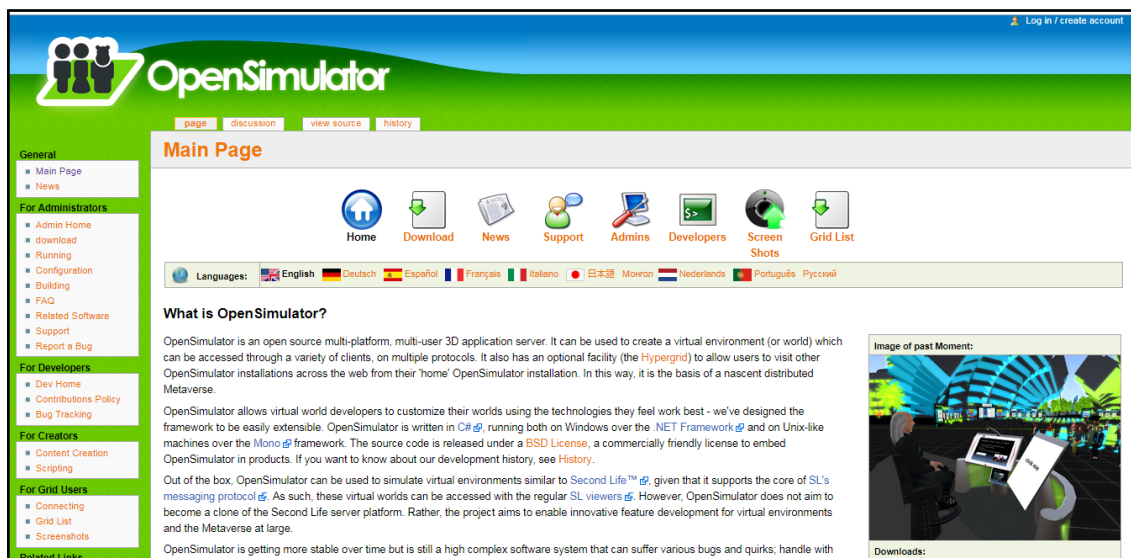 Log in / create account
OpenSimulator
page discussion view source history
Main Page
General
Main Page
News
For Administrators
Admin Home
download
Running
Configuration
Building
FAQ
Related Software
Support
Report a Bug
For Developers
Dev Home
Contributions Policy
Bug Tracking
For Creators
Content Creation
Scripting
For Grid Users
Connecting
Grid List
Screenshots
Related Links
Home Download News Support Admins Developers Screen Shots Grid List
Languages: English Deutsch Español Français Italiano 日本語 Монгол Nederlands Português Русский
What is OpenSimulator?
OpenSimulator is an open source multi-platform, multi-user 3D application server. It can be used to create a virtual environment (or world) which
can be accessed through a variety of clients, on multiple protocols. It also has an optional facility (the Hypergrid) to allow users to visit other
OpenSimulator installations across the web from their 'home' OpenSimulator installation. In this way, it is the basis of a nascent distributed
Metaverse.
OpenSimulator allows virtual world developers to customize their worlds using the technologies they feel work best - we've designed the
framework to be easily extensible. OpenSimulator is written in C#, running both on Windows over the .NET Framework and on Unix-like
machines over the Mono framework. The source code is released under a BSD License, a commercially friendly license to embed
OpenSimulator in products. If you want to know about our development history, see History.
Out of the box, OpenSimulator can be used to simulate virtual environments similar to Second Life™, given that it supports the core of SL's
messaging protocol. As such, these virtual worlds can be accessed with the regular SL viewers. However, OpenSimulator does not aim to
become a clone of the Second Life server platform. Rather, the project aims to enable innovative feature development for virtual environments
and the Metaverse at large.
OpenSimulator is getting more stable over time but is still a high complex software system that can suffer various bugs and quirks; handle with
Image of past Moment:
Downloads: